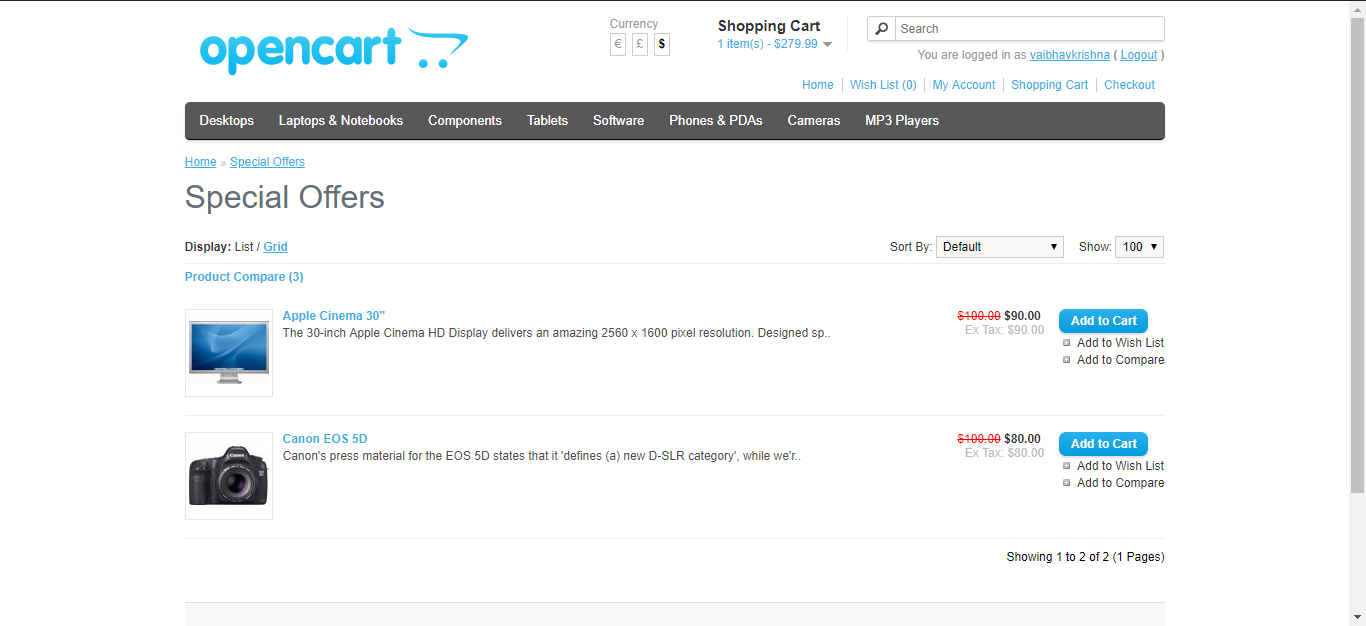 opencart
Currency
€ £ $
Shopping Cart
1 item(s) - $279.99
Search
You are logged in as vaibhavkrishna ( Logout )
Home Wish List (0) My Account Shopping Cart Checkout
Desktops Laptops & Notebooks Components Tablets Software Phones & PDAs Cameras MP3 Players
Home » Special Offers
Special Offers
Display: List / Grid
Sort By: Default Show: 100
Product Compare (3)
Apple Cinema 30"
The 30-inch Apple Cinema HD Display delivers an amazing 2560 x 1600 pixel resolution. Designed sp..
$100.00 $90.00
Ex Tax: $90.00
Add to Cart
Add to Wish List
Add to Compare
Canon EOS 5D
Canon's press material for the EOS 5D states that it 'defines (a) new D-SLR category', while we'r..
$100.00 $80.00
Ex Tax: $80.00
Add to Cart
Add to Wish List
Add to Compare
Canon
Showing 1 to 2 of 2 (1 Pages)